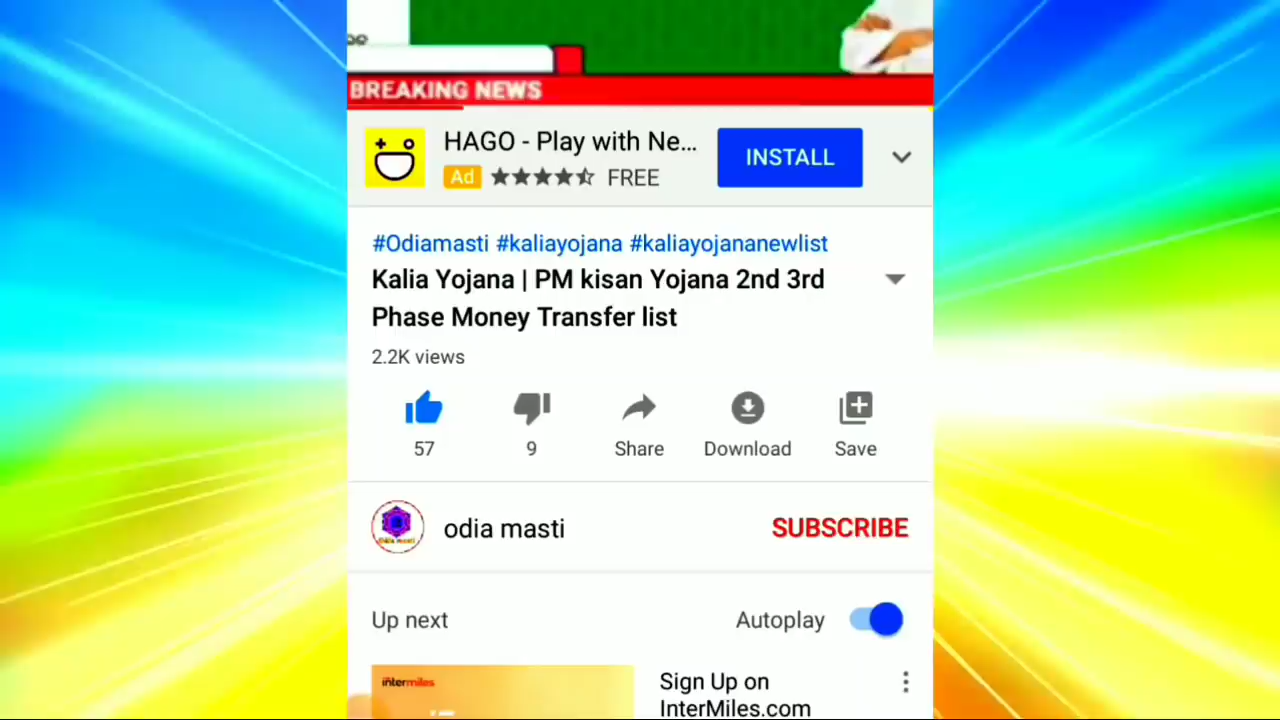 BREAKING NEWS
HAGO - Play with Ne...
Ad FREE
INSTALL
#Odiamasti #kaliayojana #kaliayojananewlist
Kalia Yojana | PM kisan Yojana 2nd 3rd
Phase Money Transfer list
2.2K views
57 9 Share Download Save
odia masti SUBSCRIBE
Up next Autoplay
intermiles
Sign Up on
InterMiles.com